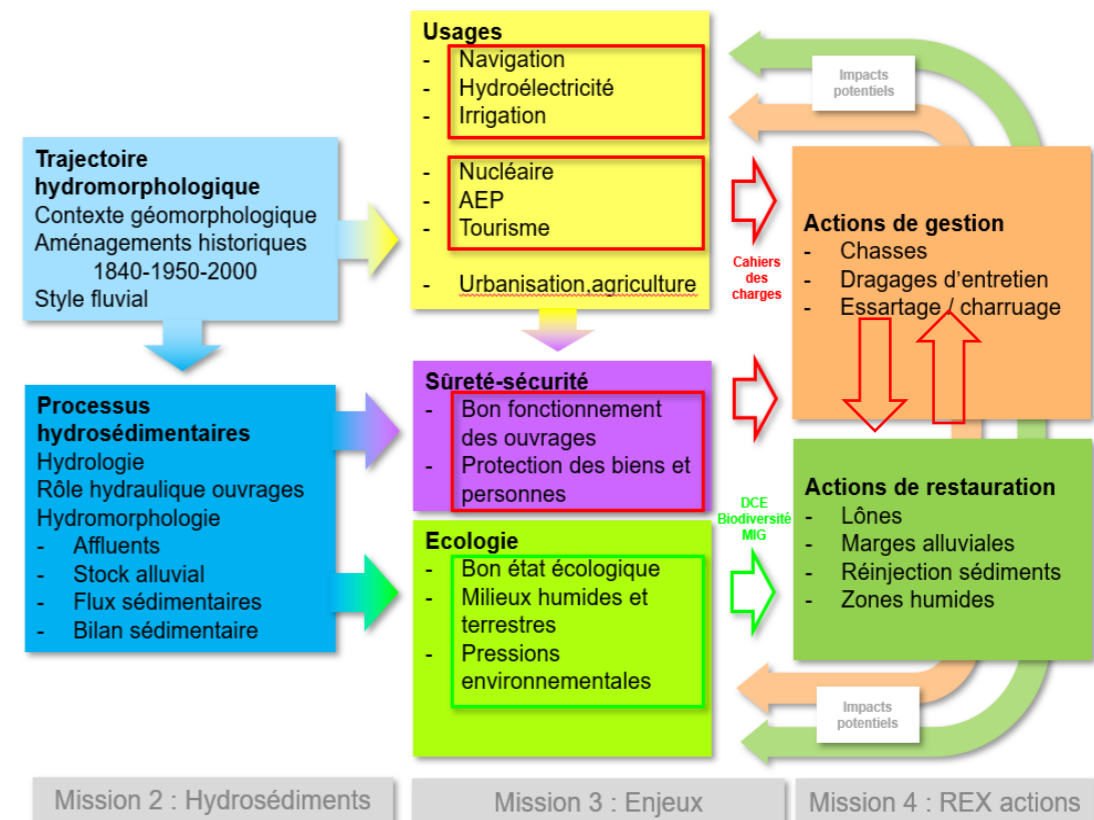 Trajectoire
hydromorphologique
Contexte géomorphologique
Aménagements historiques
1840-1950-2000
Style fluvial
Processus
hydrosédimentaires
Hydrologie
Rôle hydraulique ouvrages
Hydromorphologie
- Affluents
- Stock alluvial
- Flux sédimentaires
- Bilan sédimentaire
Mission 2 : Hydrosédiments
Usages
- Navigation
- Hydroélectricité
- Irrigation
- Nucléaire
- AEP
- Tourisme
- Urbanisation,agriculture
Sûreté-sécurité
- Bon fonctionnement
des ouvrages
- Protection des biens et
personnes
Ecologie
- Bon état écologique
- Milieux humides et
terrestres
- Pressions
environnementales
Mission 3 : Enjeux
Cahiers
des
charges
DCE
Biodiversité
MIG
Impacts
potentiels
Actions de gestion
- Chasses
- Dragages d'entretien
- Essartage / charruage
Actions de restauration
- Lônes
- Marges alluviales
- Réinjection sédiments
- Zones humides
Impacts
potentiels
Mission 4 : REX actions